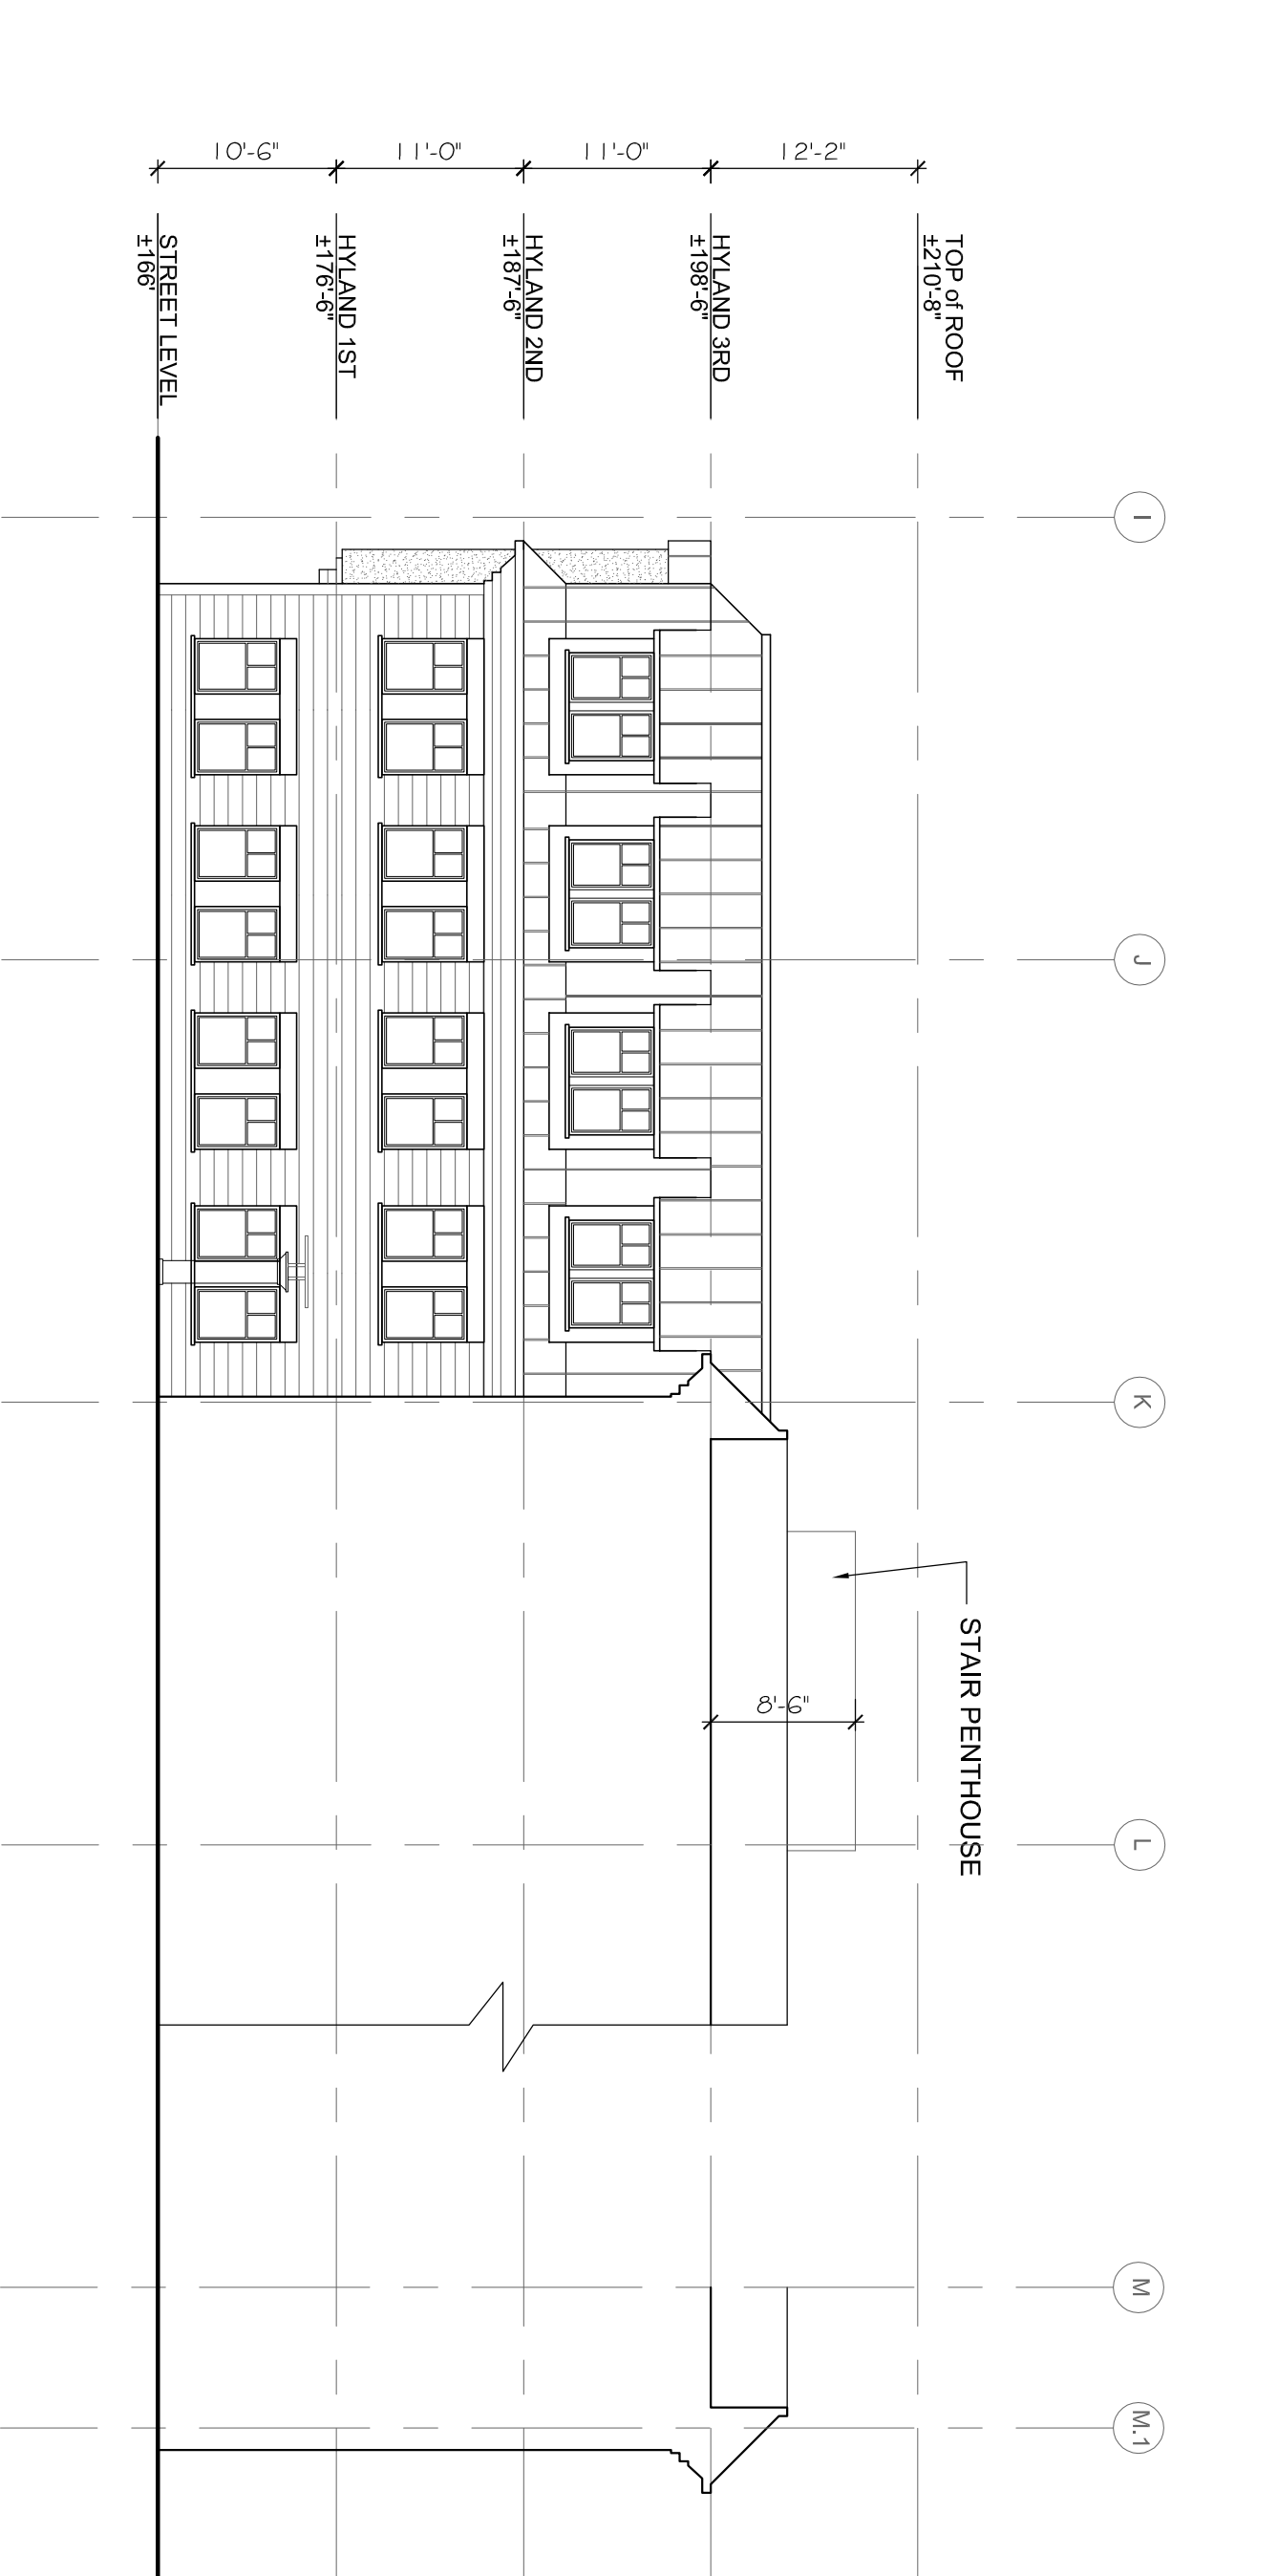 10'-6"
11'-0"
11'-0"
12'-2"
TOP of ROOF
±210'-8"
HYLAND 3RD
±198'-6"
HYLAND 2ND
±187'-6"
HYLAND 1ST
±176'-6"
STREET LEVEL
±166'
I
J
K
L
M
M.1
STAIR PENTHOUSE
8'-6"